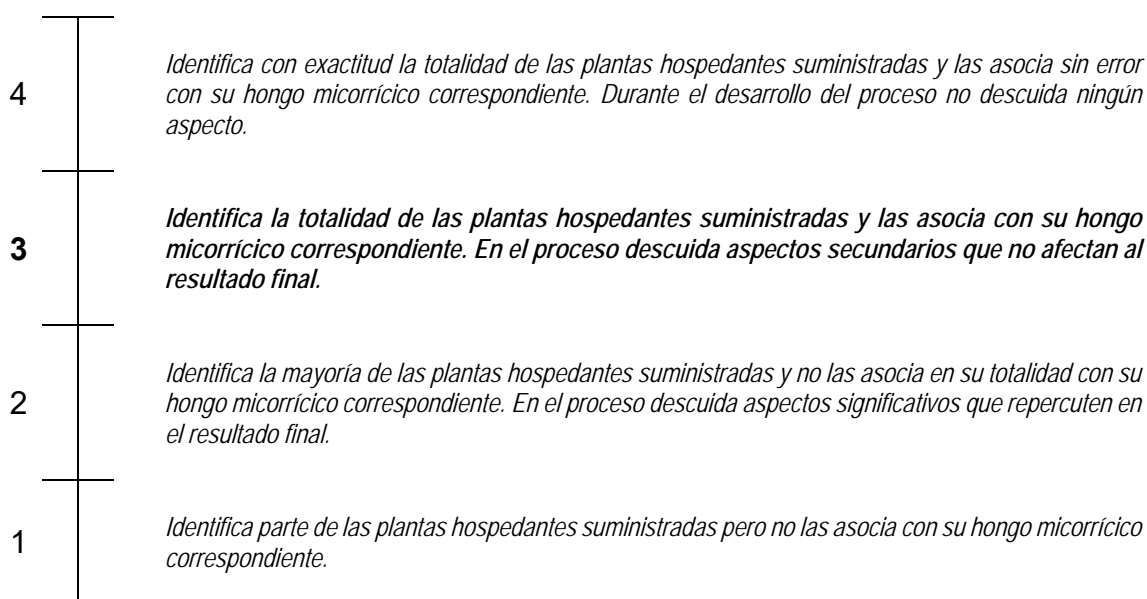 4
Identifica con exactitud la totalidad de las plantas hospedantes suministradas y las asocia sin error
con su hongo micorrícico correspondiente. Durante el desarrollo del proceso no descuida ningún
aspecto.
3
Identifica la totalidad de las plantas hospedantes suministradas y las asocia con su hongo
micorrícico correspondiente. En el proceso descuida aspectos secundarios que no afectan al
resultado final.
2
Identifica la mayoría de las plantas hospedantes suministradas y no las asocia en su totalidad con su
hongo micorrícico correspondiente. En el proceso descuida aspectos significativos que repercuten en
el resultado final.
1
Identifica parte de las plantas hospedantes suministradas pero no las asocia con su hongo micorrícico
correspondiente.